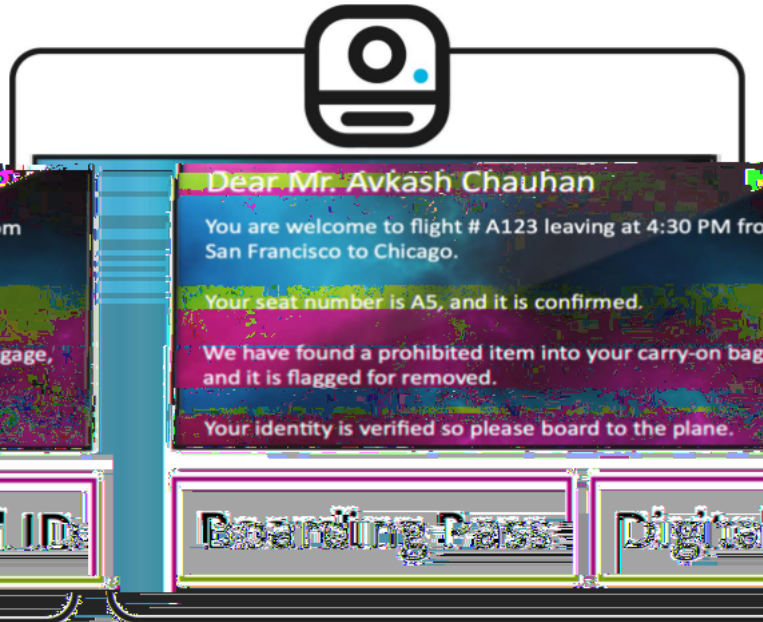 Dear Mr. Avkash Chauhan
om
You are welcome to flight # A123 leaving at 4:30 PM fro
San Francisco to Chicago.
Your seat number is A5, and it is confirmed.
gage,
We have found a prohibited item into your carry-on bag
and it is flagged for removed.
Your identity is verified so please board to the plane.
IDs
Boarding Pass
Digital